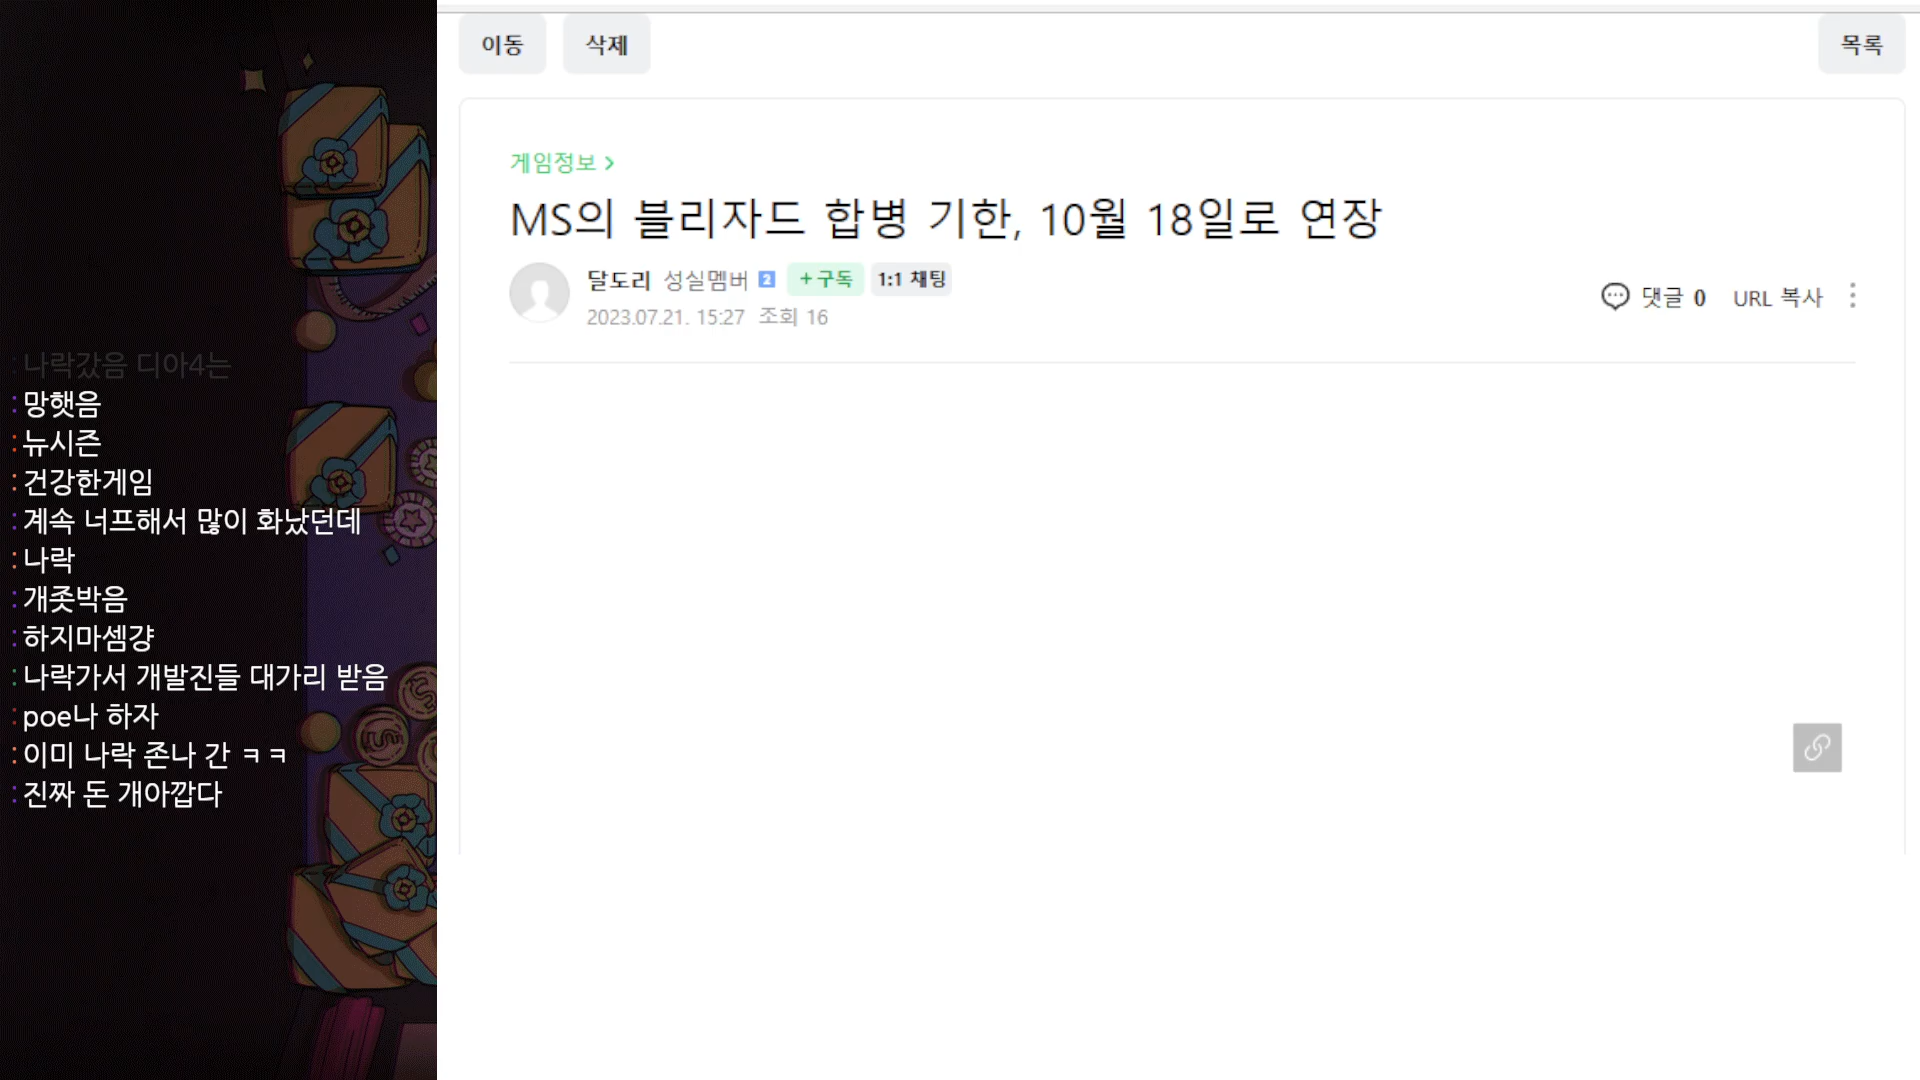 이동
삭제
목록
게임정보 >
MS의 블리자드 합병 기한, 10월 18일로 연장
달도리 성실멤버 2 +구독 1:1 채팅
2023.07.21. 15:27 조회 16
댓글 0 URL 복사
: 나락갔음 디아4는
: 망햇음
: 뉴시즌
: 건강한게임
: 계속 너프해서 많이 화났던데
: 나락
: 개좃박음
: 하지마셈걍
: 나락가서 개발진들 대가리 받음
: poe나 하자
: 이미 나락 존나 간 ㅋㅋ
: 진짜 돈 개아깝다